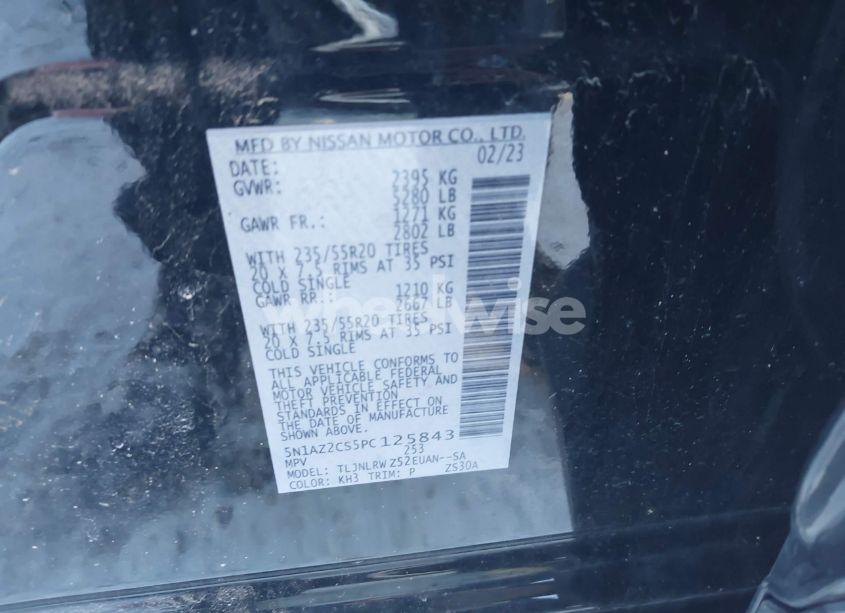 MFD BY NISSAN MOTOR CO., LTD.
DATE: 02/23
GVWR: 2395 KG
5280 LB
GAWR FR.: 1271 KG
2802 LB
WITH 235/55R20 TIRES
20 X 7.5 RIMS AT 35 PSI
COLD SINGLE
GAWR RR.: 1210 KG
2667 LB
WITH 235/55R20 TIRES
20 X 7.5 RIMS AT 35 PSI
COLD SINGLE
THIS VEHICLE CONFORMS TO
ALL APPLICABLE FEDERAL
MOTOR VEHICLE SAFETY AND
THEFT PREVENTION
STANDARDS IN EFFECT ON
THE DATE OF MANUFACTURE
SHOWN ABOVE.
5N1AZ2CS5PC125843
MPV 253
MODEL: TLJNLRW Z52EUAN--SA
COLOR: KH3 TRIM: P ZS30A
wheelwise